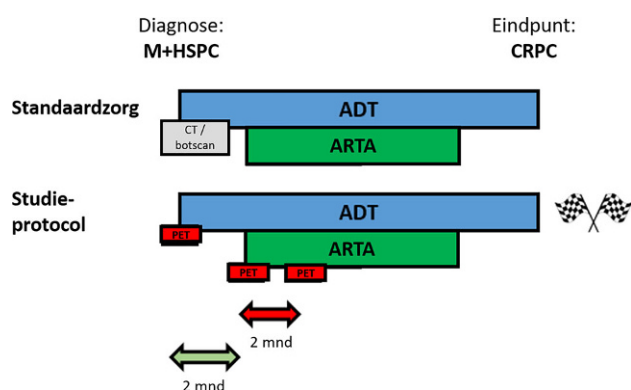 Diagnose:
M+HSPC
Eindpunt:
CRPC
Standaardzorg
ADT
CT /
botscan
ARTA
Studie-
protocol
ADT
PET
ARTA
PET
PET
2 mnd
2 mnd